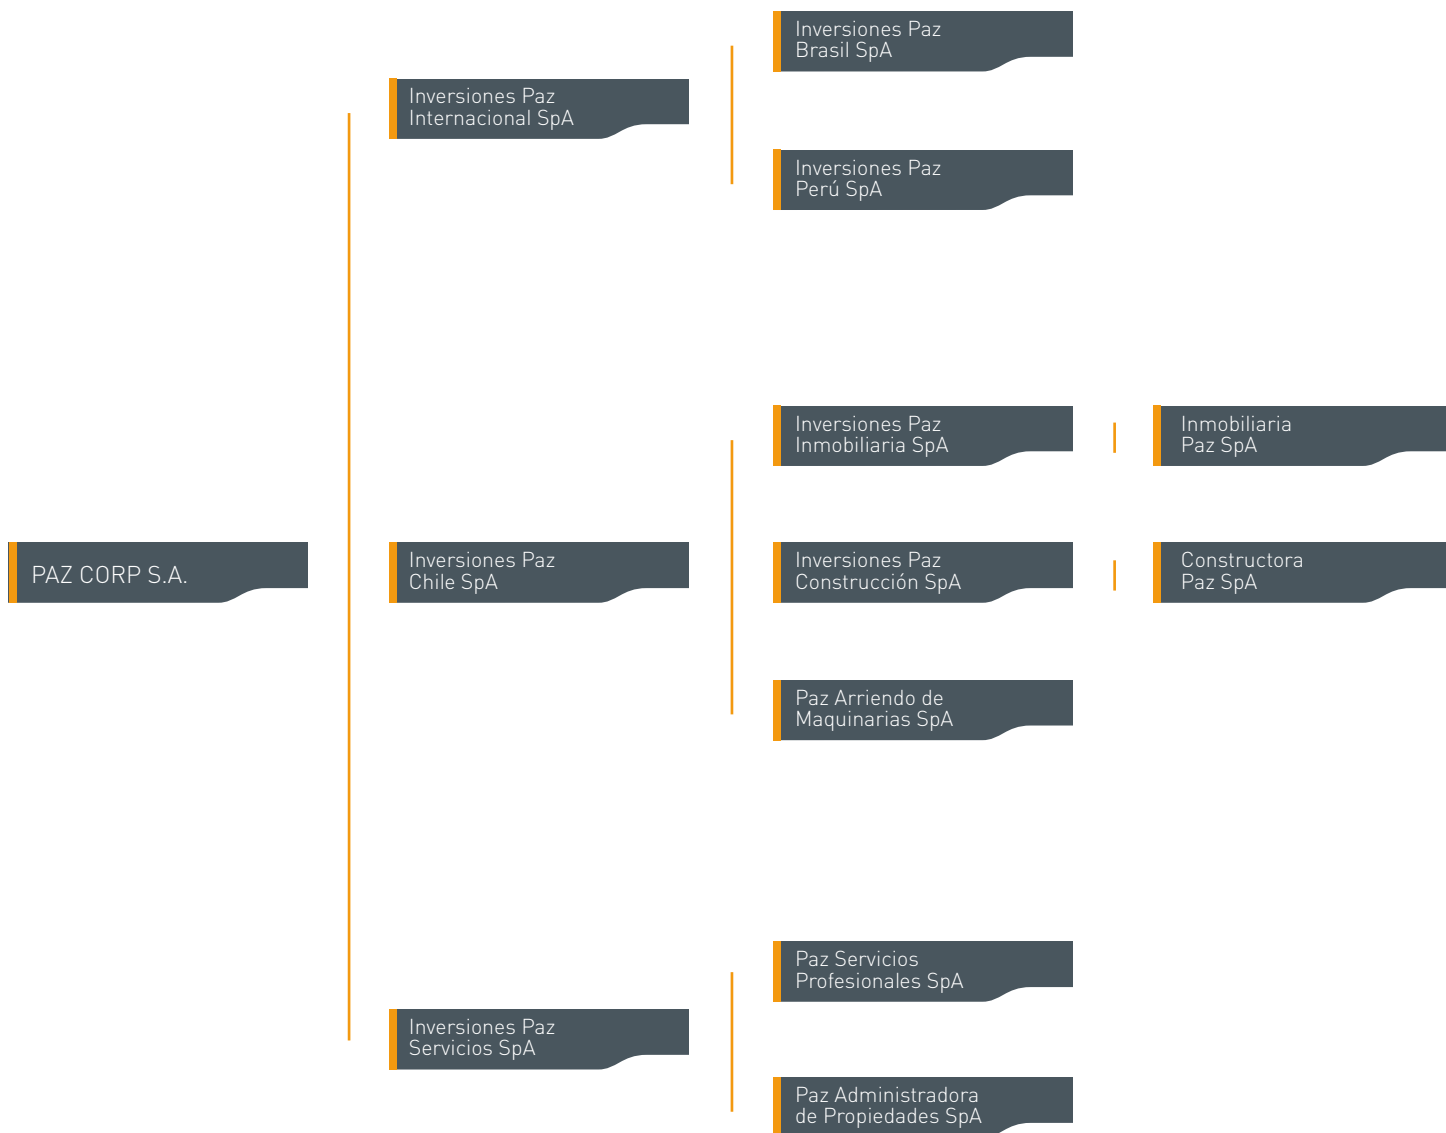 Inversiones Paz
Brasil SpA
Inversiones Paz
Internacional SpA
Inversiones Paz
Perú SpA
Inversiones Paz
Inmobiliaria SpA
Inmobiliaria
Paz SpA
PAZ CORP S.A.
Inversiones Paz
Chile SpA
Inversiones Paz
Construcción SpA
Constructora
Paz SpA
Paz Arriendo de
Maquinarias SpA
Paz Servicios
Profesionales SpA
Inversiones Paz
Servicios SpA
Paz Administradora
de Propiedades SpA